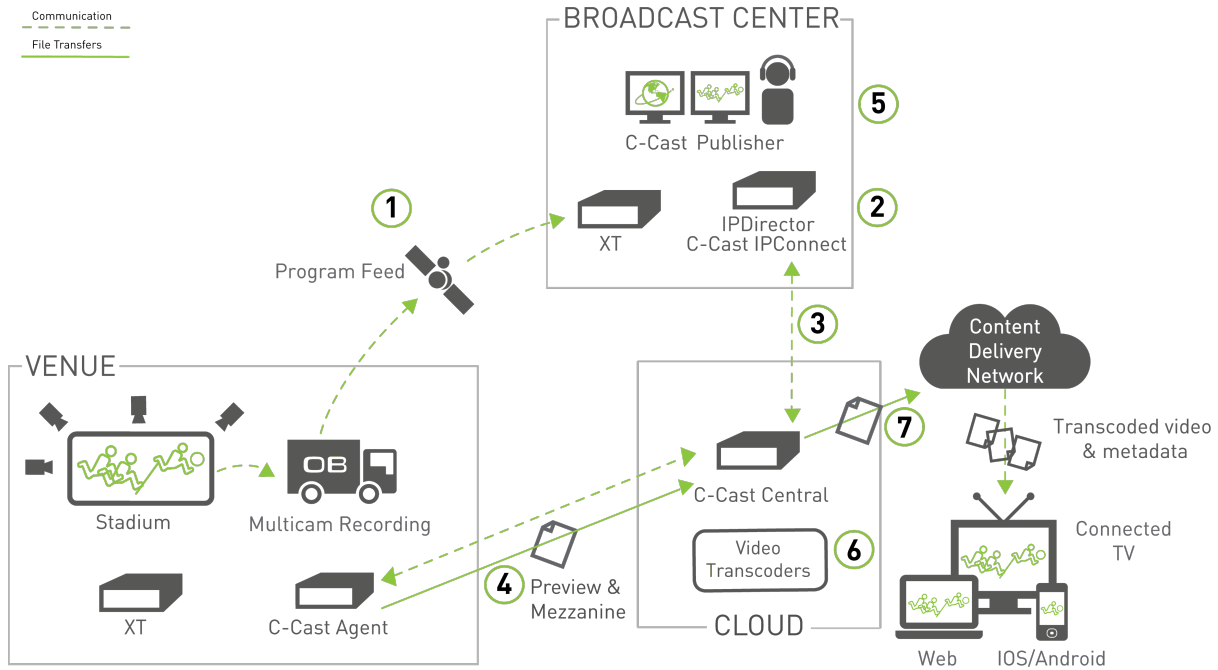 Communication
File Transfers
BROADCAST CENTER
C-Cast Publisher
5
1
2
XT
IPDirector
C-Cast IPConnect
Program Feed
3
VENUE
Content
Delivery
Network
7
Transcoded video
& metadata
OB
Stadium
Multicam Recording
C-Cast Central
Connected
TV
Video
Transcoders
6
4
Preview &
Mezzanine
XT
C-Cast Agent
CLOUD
Web
IOS/Android